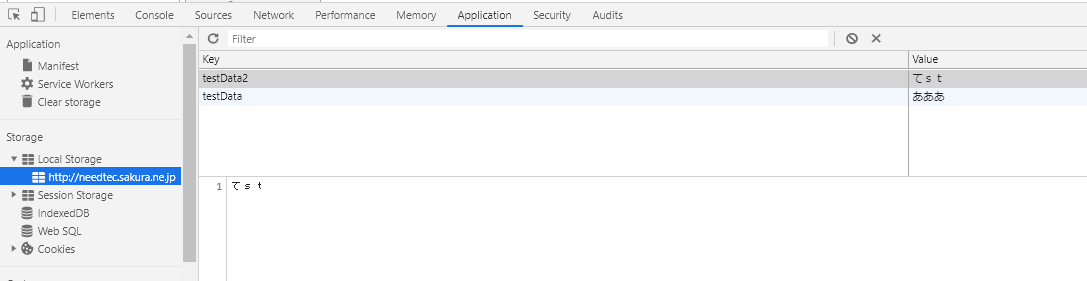 Elements Console Sources Network Performance Memory Application Security Audits
Application
Manifest
Service Workers
Clear storage
Storage
Local Storage
http://needtec.sakura.ne.jp
Session Storage
IndexedDB
Web SQL
Cookies
Filter
Key Value
testData2 てｓｔ
testData あああ
1 てｓｔ